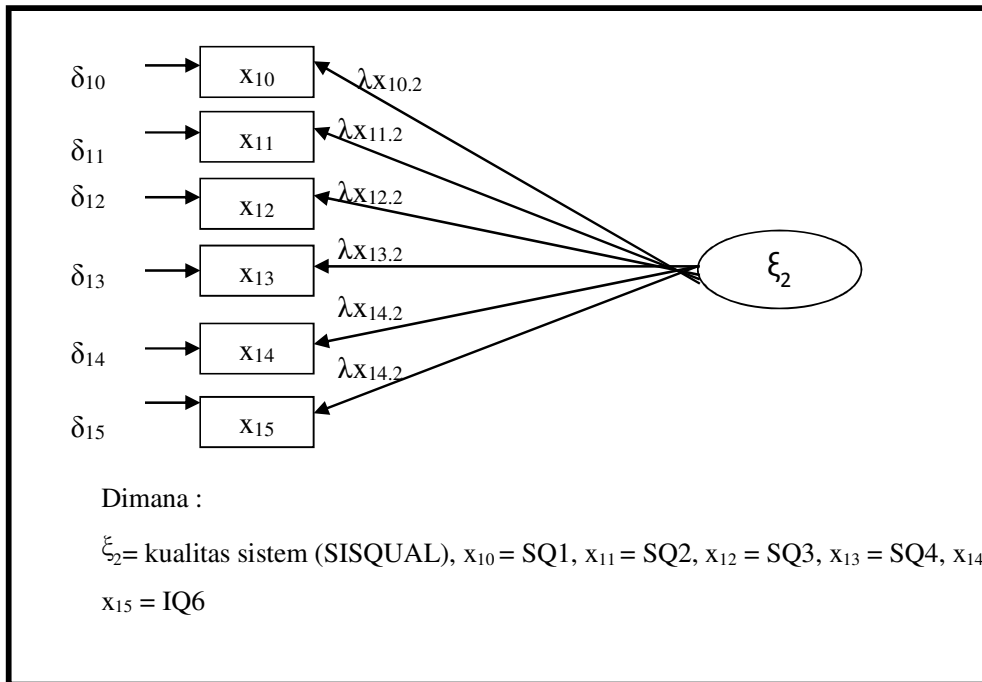 δ10 x10 λx10.2
δ11 x11 λx11.2
δ12 x12 λx12.2
δ13 x13 λx13.2
ξ2
δ14 x14 λx14.2
δ15 x15 λx14.2
Dimana :
ξ2= kualitas sistem (SISQUAL), x10 = SQ1, x11 = SQ2, x12 = SQ3, x13 = SQ4, x14
x15 = IQ6